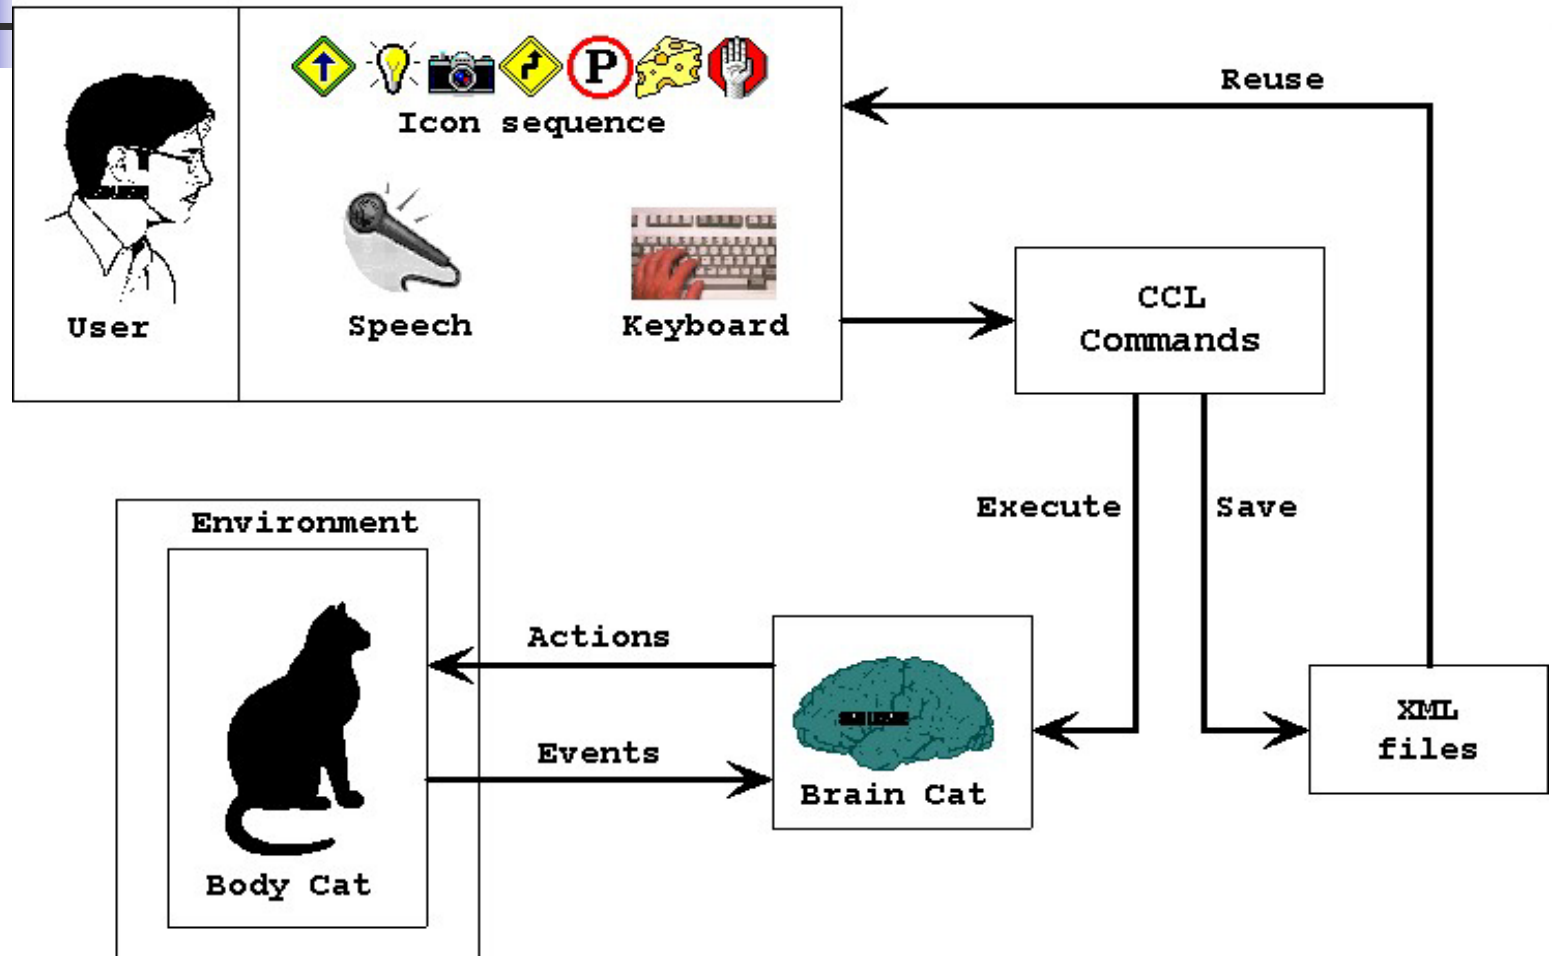 P
Icon sequence
Reuse
User
Speech
Keyboard
CCL
Commands
Execute
Save
Environment
Actions
Events
Body Cat
Brain Cat
XML
files